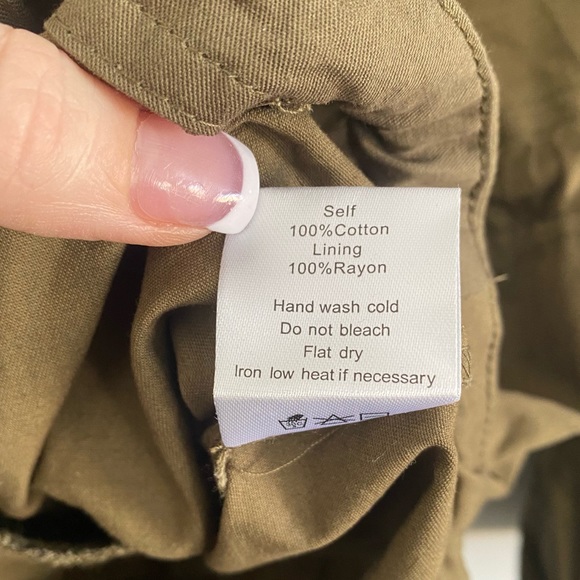 Self
100%Cotton
Lining
100%Rayon
Hand wash cold
Do not bleach
Flat dry
Iron low heat if necessary